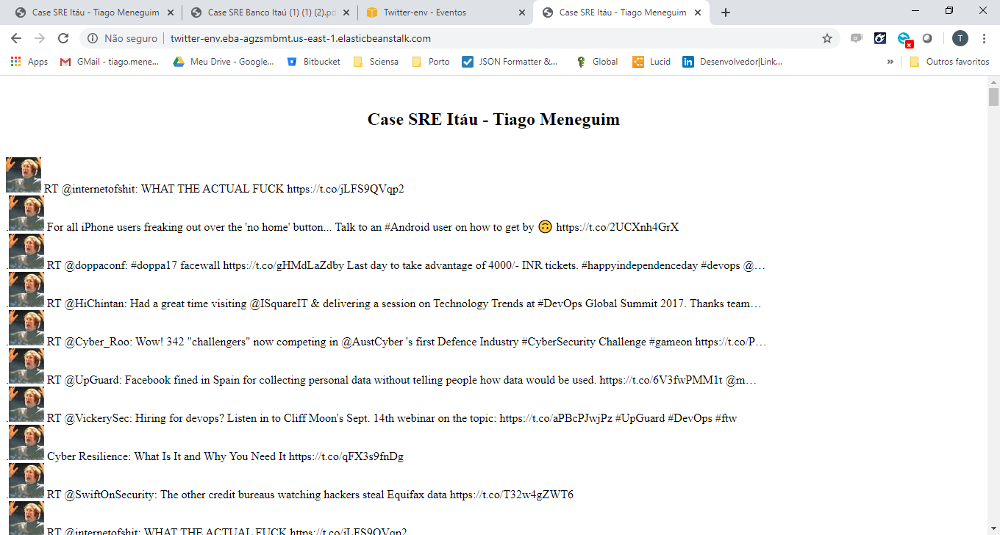 Case SRE Itáu - Tiago Meneguim
Case SRE Banco Itaú (1) (1) (2).pd
Twitter-env - Eventos
Case SRE Itáu - Tiago Meneguim
Não seguro
twitter-env.eba-agzsmbmt.us-east-1.elasticbeanstalk.com
T
Apps
GMail - tiago.mene...
Meu Drive - Google...
Bitbucket
Sciensa
Porto
JSON Formatter &...
Global
Lucid
Desenvolvedor|Link...
»
Outros favoritos
Case SRE Itáu - Tiago Meneguim
RT @internetofshit: WHAT THE ACTUAL FUCK https://t.co/jLFS9QVqp2
. For all iPhone users freaking out over the 'no home' button... Talk to an #Android user on how to get by 🙃 https://t.co/2UCXnh4GrX
. RT @doppaconf: #doppa17 facewall https://t.co/gHMdLaZdby Last day to take advantage of 4000/- INR tickets. #happyindependenceday #devops @…
. RT @HiChintan: Had a great time visiting @ISquareIT & delivering a session on Technology Trends at #DevOps Global Summit 2017. Thanks team…
. RT @Cyber_Roo: Wow! 342 "challengers" now competing in @AustCyber 's first Defence Industry #CyberSecurity Challenge #gameon https://t.co/P…
. RT @UpGuard: Facebook fined in Spain for collecting personal data without telling people how data would be used. https://t.co/6V3fwPMM1t @m…
. RT @VickerySec: Hiring for devops? Listen in to Cliff Moon's Sept. 14th webinar on the topic: https://t.co/aPBcPJwjPz #UpGuard #DevOps #ftw
. Cyber Resilience: What Is It and Why You Need It https://t.co/qFX3s9fnDg
. RT @SwiftOnSecurity: The other credit bureaus watching hackers steal Equifax data https://t.co/T32w4gZWT6
. RT @internetofshit: WHAT THE ACTUAL FUCK https://t.co/jLFS9QVqp2